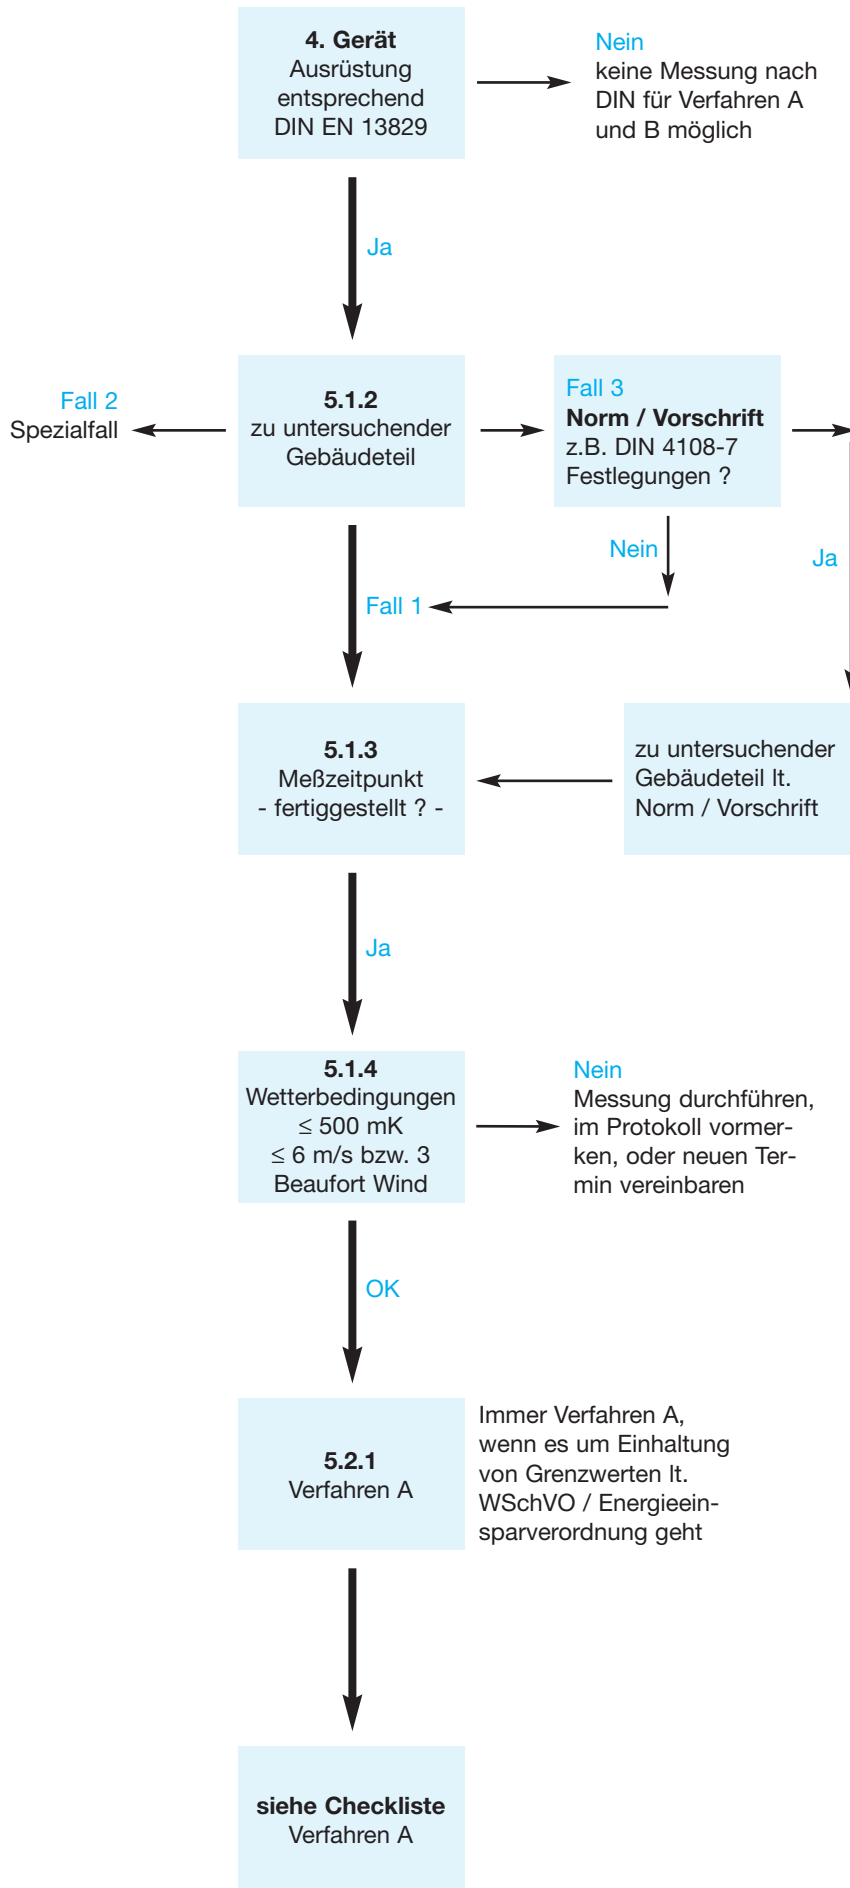 4. Gerät
Ausrüstung
entsprechend
DIN EN 13829
Nein
keine Messung nach
DIN für Verfahren A
und B möglich
Ja
Fall 2
Spezialfall
5.1.2
zu untersuchender
Gebäudeteil
Fall 3
Norm / Vorschrift
z.B. DIN 4108-7
Festlegungen ?
Nein
Ja
Fall 1
5.1.3
Meßzeitpunkt
- fertiggestellt ? -
zu untersuchender
Gebäudeteil lt.
Norm / Vorschrift
Ja
5.1.4
Wetterbedingungen
≤ 500 mK
≤ 6 m/s bzw. 3
Beaufort Wind
Nein
Messung durchführen,
im Protokoll vormer-
ken, oder neuen Ter-
min vereinbaren
OK
5.2.1
Verfahren A
Immer Verfahren A,
wenn es um Einhaltung
von Grenzwerten lt.
WSchVO / Energieein-
sparverordnung geht
siehe Checkliste
Verfahren A